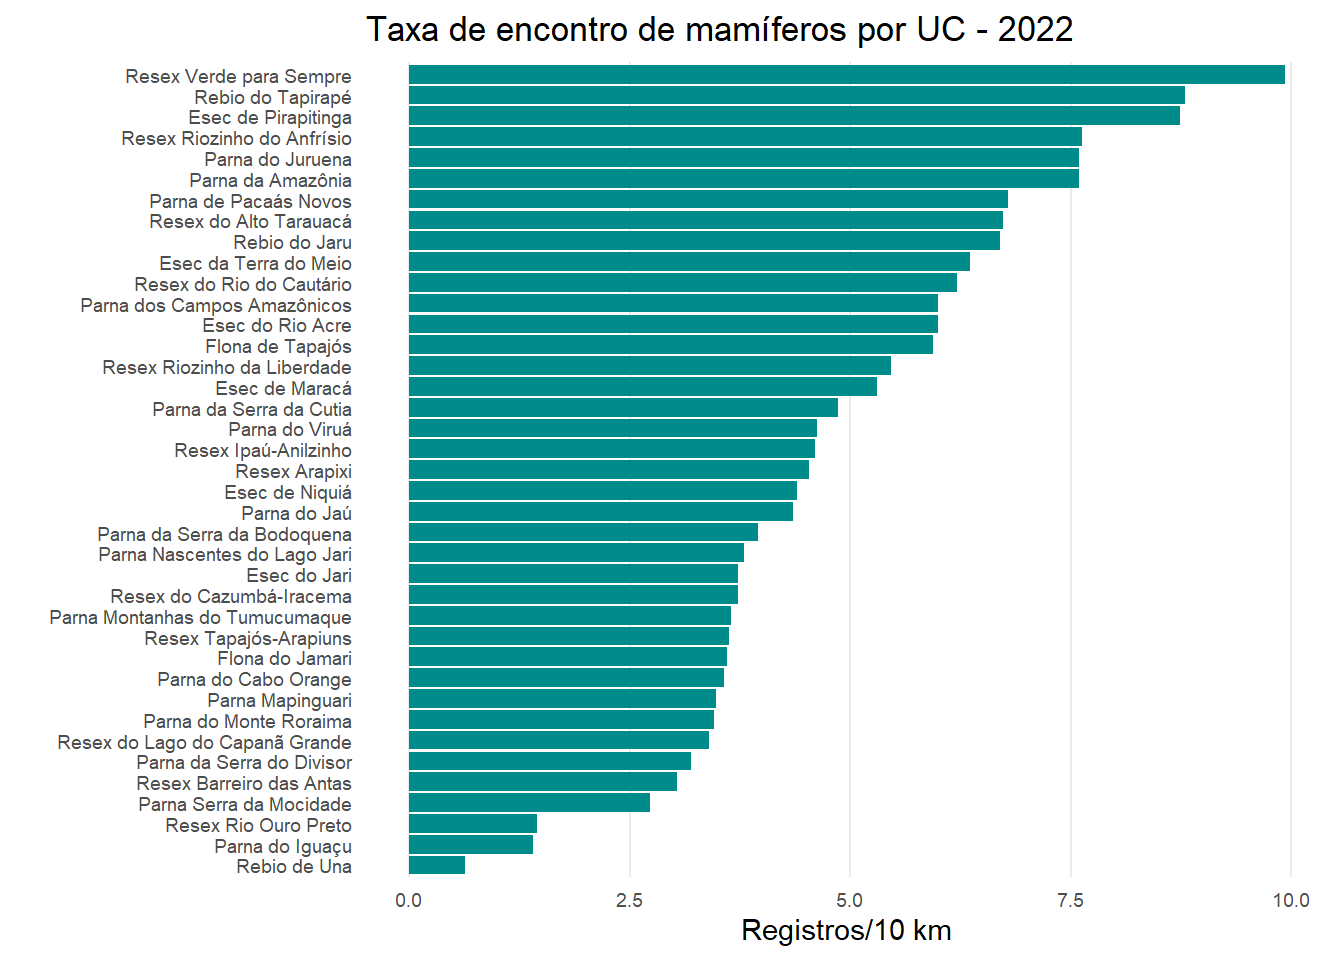 Taxa de encontro de mamíferos por UC - 2022
Resex Verde para Sempre
Rebio do Tapirapé
Esec de Pirapitinga
Resex Riozinho do Anfrísio
Parna do Juruena
Parna da Amazônia
Parna de Pacaás Novos
Resex do Alto Tarauacá
Rebio do Jaru
Esec da Terra do Meio
Resex do Rio do Cautário
Parna dos Campos Amazônicos
Esec do Rio Acre
Flona de Tapajós
Resex Riozinho da Liberdade
Esec de Maracá
Parna da Serra da Cutia
Parna do Viruá
Resex Ipaú-Anilzinho
Resex Arapixi
Esec de Niquiá
Parna do Jaú
Parna da Serra da Bodoquena
Parna Nascentes do Lago Jari
Esec do Jari
Resex do Cazumbá-Iracema
Parna Montanhas do Tumucumaque
Resex Tapajós-Arapiuns
Flona do Jamari
Parna do Cabo Orange
Parna Mapinguari
Parna do Monte Roraima
Resex do Lago do Capanã Grande
Parna da Serra do Divisor
Resex Barreiro das Antas
Parna Serra da Mocidade
Resex Rio Ouro Preto
Parna do Iguaçu
Rebio de Una
0.0 2.5 5.0 7.5 10.0
Registros/10 km